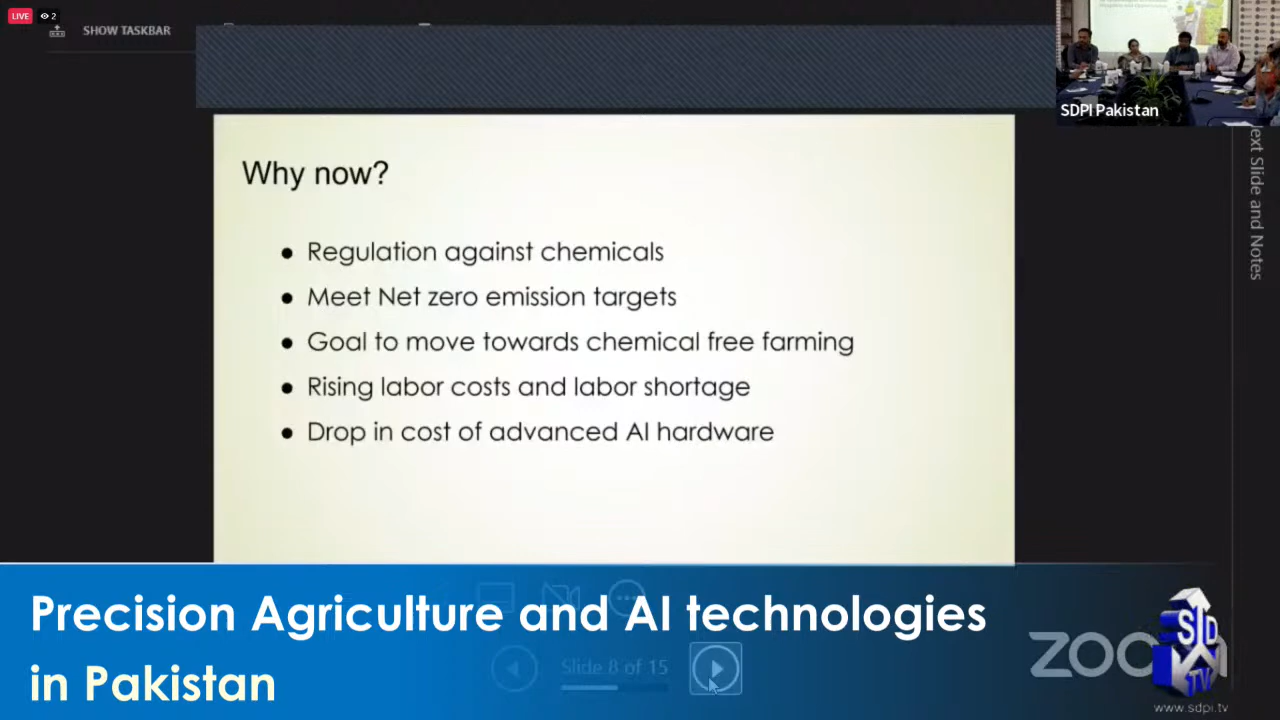 LIVE
2
SHOW TASKBAR
SDPI Pakistan
ext Slide and Notes
Why now?
● Regulation against chemicals
● Meet Net zero emission targets
● Goal to move towards chemical free farming
● Rising labor costs and labor shortage
● Drop in cost of advanced AI hardware
Precision Agriculture and AI technologies
in Pakistan
Slide 8 of 15
zoom
SDPI
TV
www.sdpi.tv